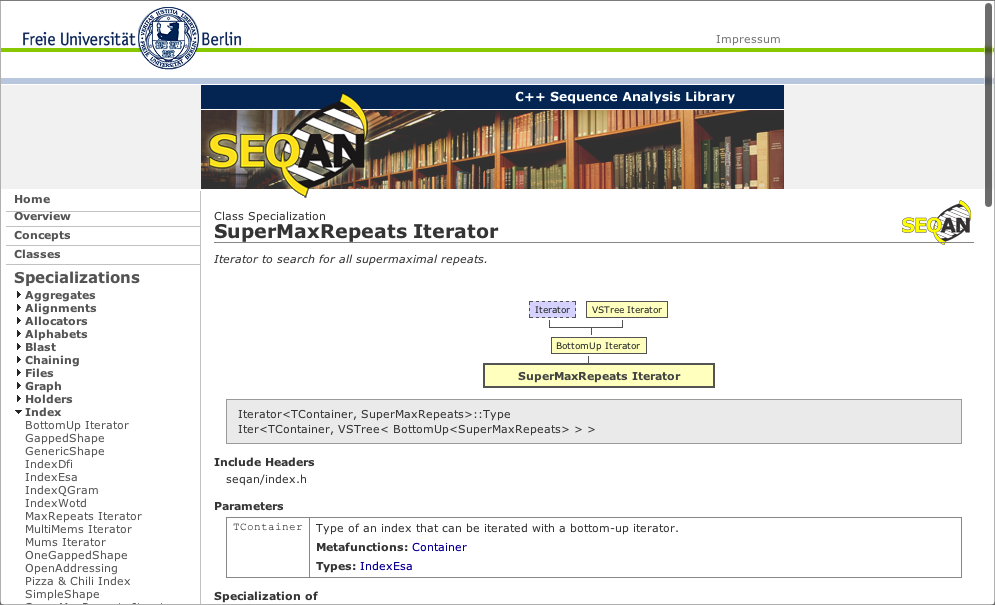 Freie Universität Berlin
Impressum
C++ Sequence Analysis Library
SEQAN
Home
Overview
Concepts
Classes
Specializations
Aggregates
Alignments
Allocators
Alphabets
Blast
Chaining
Files
Graph
Holders
Index
BottomUp Iterator
GappedShape
GenericShape
IndexDfi
IndexEsa
IndexQGram
IndexWotd
MaxRepeats Iterator
MultiMems Iterator
Mums Iterator
OneGappedShape
OpenAddressing
Pizza & Chili Index
SimpleShape
Class Specialization
SuperMaxRepeats Iterator
SEQAN
Iterator to search for all supermaximal repeats.
Iterator
VSTree Iterator
BottomUp Iterator
SuperMaxRepeats Iterator
Iterator<TContainer, SuperMaxRepeats>::Type
Iter<TContainer, VSTree< BottomUp<SuperMaxRepeats> > >
Include Headers
seqan/index.h
Parameters
TContainer
Type of an index that can be iterated with a bottom-up iterator.
Metafunctions: Container
Types: IndexEsa
Specialization of